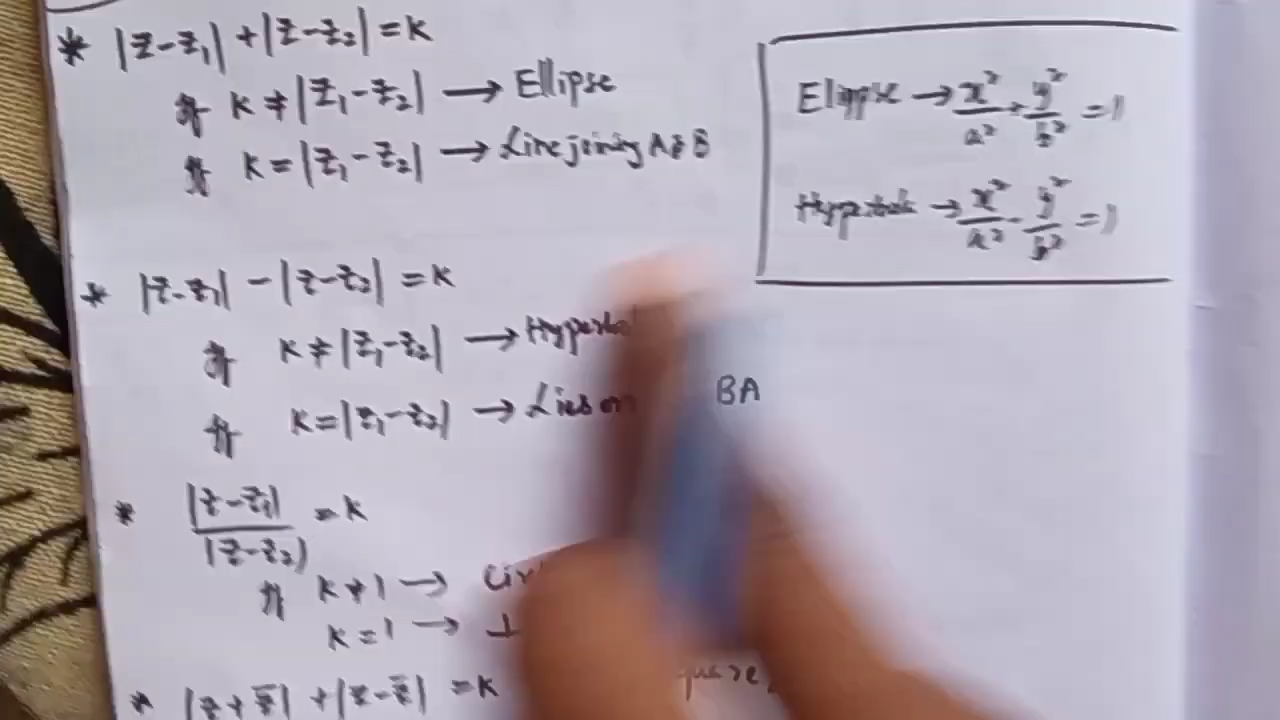 * |z-z₁| + |z-z₂| = k
If k ≠ |z₁-z₂| → Ellipse
If k = |z₁-z₂| → Line joining A & B
Ellipse → x²/a² + y²/b² = 1
Hyperbola → x²/a² - y²/b² = 1
* |z-z₁| - |z-z₂| = k
If k ≠ |z₁-z₂| →
If k = |z₁-z₂| → Lies on BA
* |z-z₁|/|z-z₂| = k
If k ≠ 1 →
k = 1 → ⊥
* |z+z̅| + |z-z̅| = k